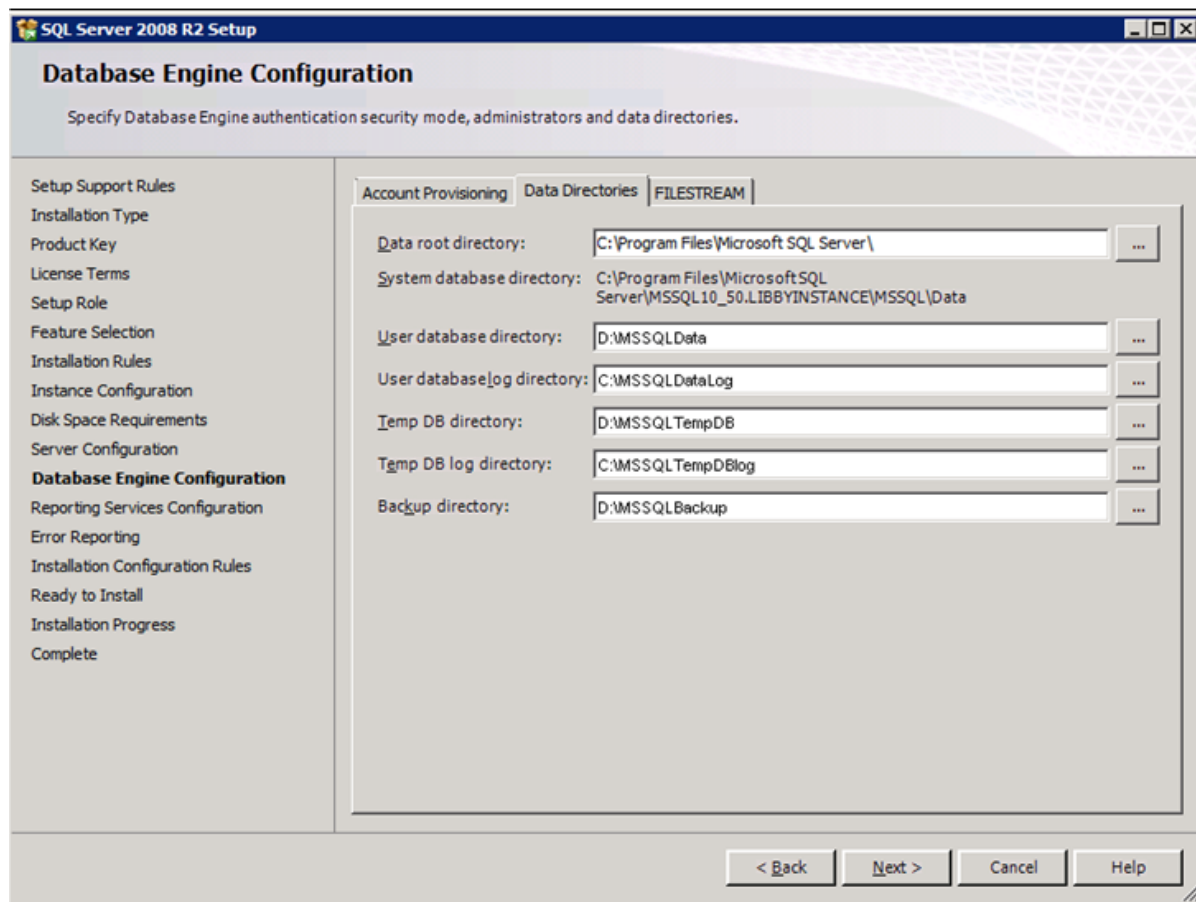 SQL Server 2008 R2 Setup
Database Engine Configuration
Specify Database Engine authentication security mode, administrators and data directories.
Setup Support Rules
Installation Type
Product Key
License Terms
Setup Role
Feature Selection
Installation Rules
Instance Configuration
Disk Space Requirements
Server Configuration
Database Engine Configuration
Reporting Services Configuration
Error Reporting
Installation Configuration Rules
Ready to Install
Installation Progress
Complete
Account Provisioning Data Directories FILESTREAM
Data root directory: C:\Program Files\Microsoft SQL Server\ ...
System database directory: C:\Program Files\Microsoft SQL
Server\MSSQL10_50.LIBBYINSTANCE\MSSQL\Data
User database directory: D:\MSSQLData ...
User database log directory: C:\MSSQLDataLog ...
Temp DB directory: D:\MSSQLTempDB ...
Temp DB log directory: C:\MSSQLTempDBlog ...
Backup directory: D:\MSSQLBackup ...
< Back Next > Cancel Help